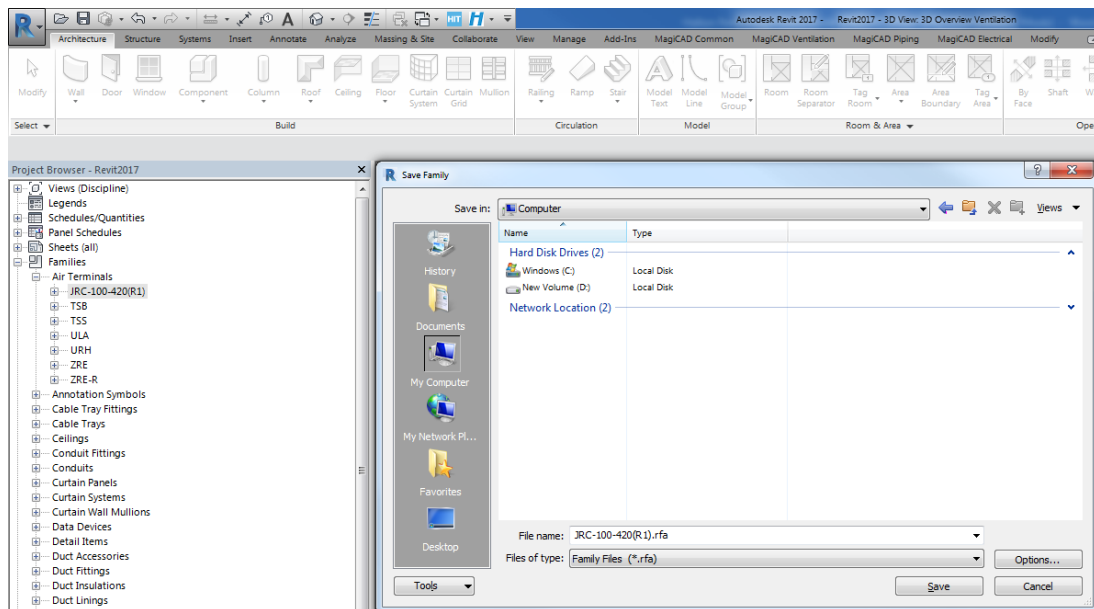 Autodesk Revit 2017 - Revit2017 - 3D View: 3D Overview Ventilation
R A HIT H
Architecture Structure Systems Insert Annotate Analyze Massing & Site Collaborate View Manage Add-Ins MagiCAD Common MagiCAD Ventilation MagiCAD Piping MagiCAD Electrical Modify
Modify Wall Door Window Component Column Roof Ceiling Floor Curtain System Curtain Grid Mullion Railing Ramp Stair Model Text Model Line Model Group Room Room Separator Tag Room Area Area Boundary Tag Area By Face Shaft W
Select Build Circulation Model Room & Area Ope
Project Browser - Revit2017
Views (Discipline)
Legends
Schedules/Quantities
Panel Schedules
Sheets (all)
Families
Air Terminals
JRC-100-420(R1)
TSB
TSS
ULA
URH
ZRE
ZRE-R
Annotation Symbols
Cable Tray Fittings
Cable Trays
Ceilings
Conduit Fittings
Conduits
Curtain Panels
Curtain Systems
Curtain Wall Mullions
Data Devices
Detail Items
Duct Accessories
Duct Fittings
Duct Insulations
Duct Linings
Save Family
Save in: Computer Views
History
Documents
My Computer
My Network Pl...
Favorites
Desktop
Name Type
Hard Disk Drives (2)
Windows (C:) Local Disk
New Volume (D:) Local Disk
Network Location (2)
File name: JRC-100-420(R1).rfa
Files of type: Family Files (*.rfa) Options...
Tools Save Cancel